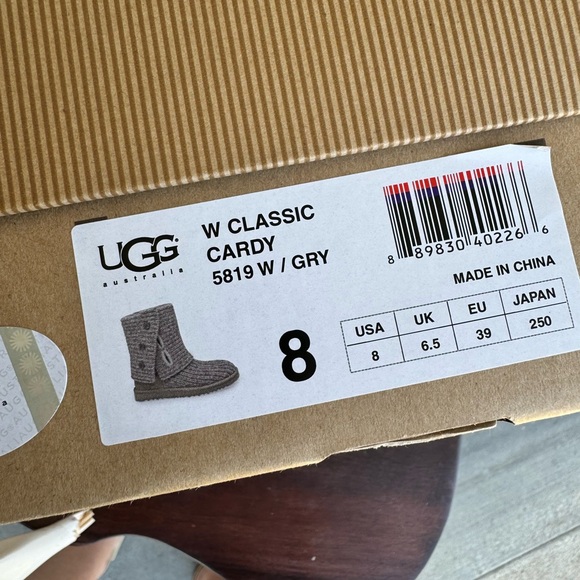 UGG
australia
W CLASSIC
CARDY
5819 W / GRY
8 89830 40226 6
MADE IN CHINA
8
USA UK EU JAPAN
8 6.5 39 250